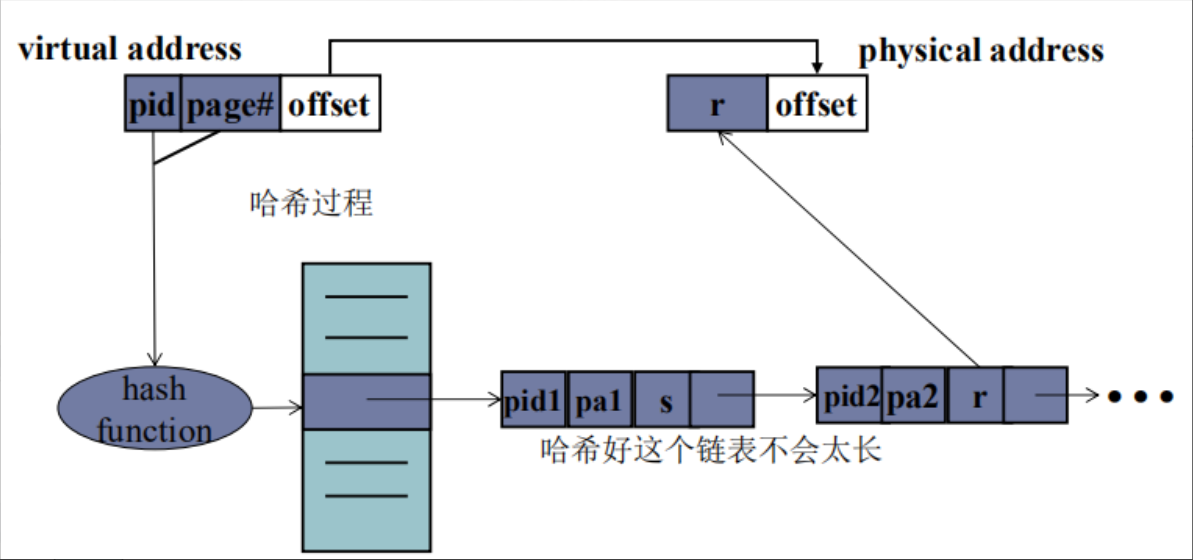 virtual address
physical address
pid page# offset
r offset
哈希过程
hash
function
pid1 pa1 s
pid2 pa2 r
哈希好这个链表不会太长